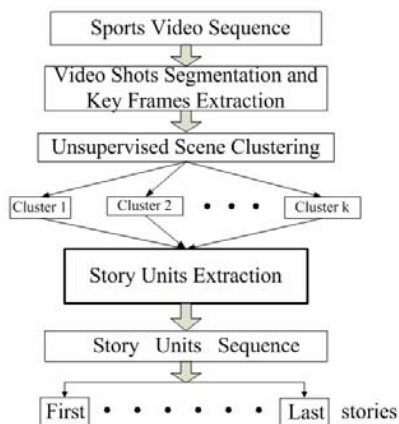 Sports Video Sequence
Video Shots Segmentation and
Key Frames Extraction
Unsupervised Scene Clustering
Cluster 1 Cluster 2 • • • Cluster k
Story Units Extraction
Story Units Sequence
First • • • • • • Last stories